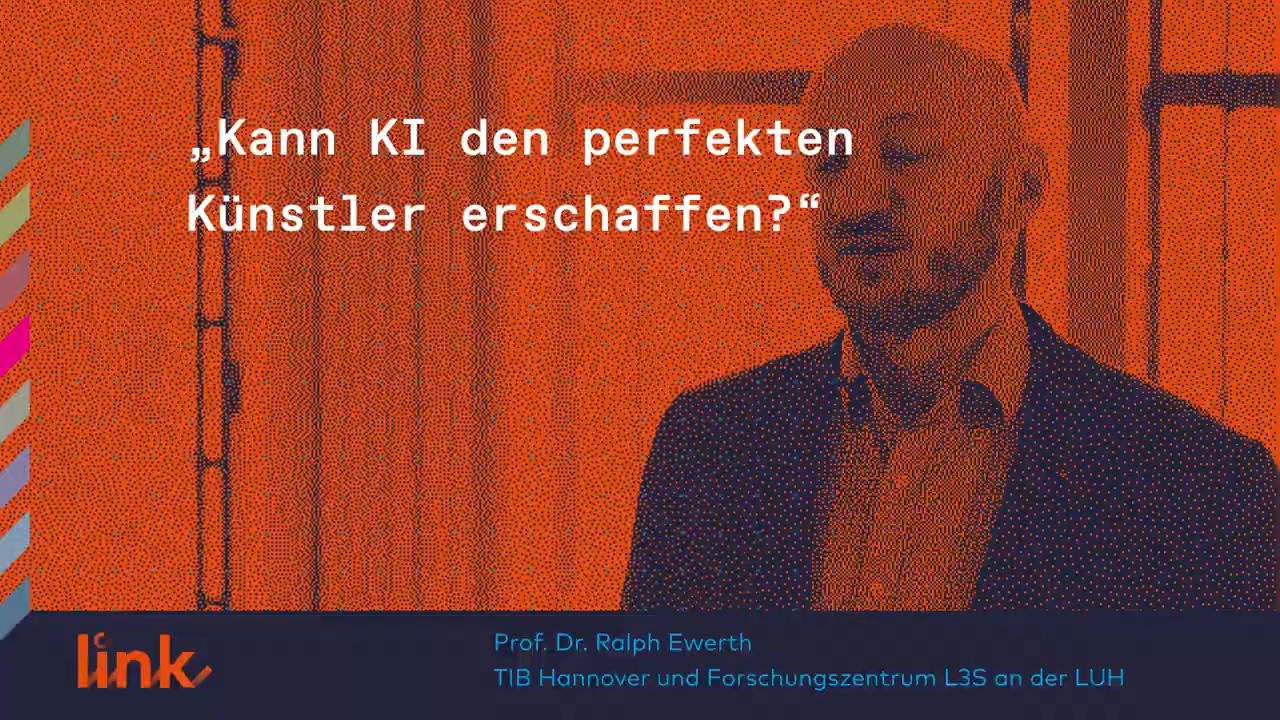 „Kann KI den perfekten
Künstler erschaffen?“
link
Prof. Dr. Ralph Ewerth
TIB Hannover und Forschungszentrum L3S an der LUH